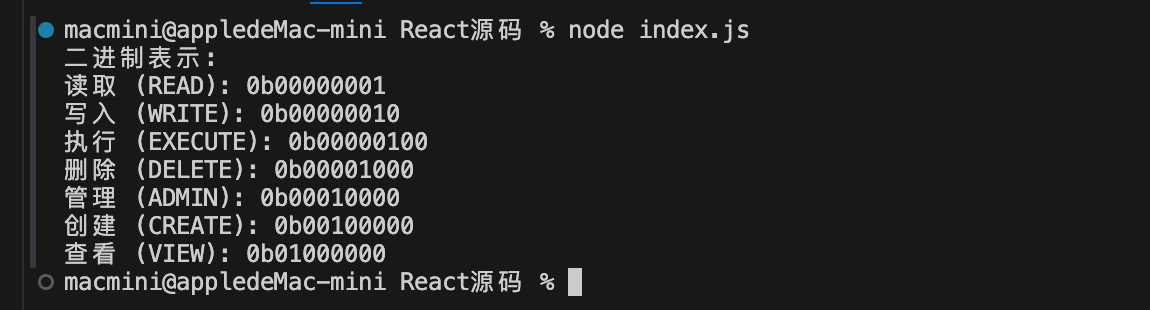 macmini@appledeMac-mini React源码 % node index.js
二进制表示:
读取 (READ): 0b00000001
写入 (WRITE): 0b00000010
执行 (EXECUTE): 0b00000100
删除 (DELETE): 0b00001000
管理 (ADMIN): 0b00010000
创建 (CREATE): 0b00100000
查看 (VIEW): 0b01000000
macmini@appledeMac-mini React源码 %